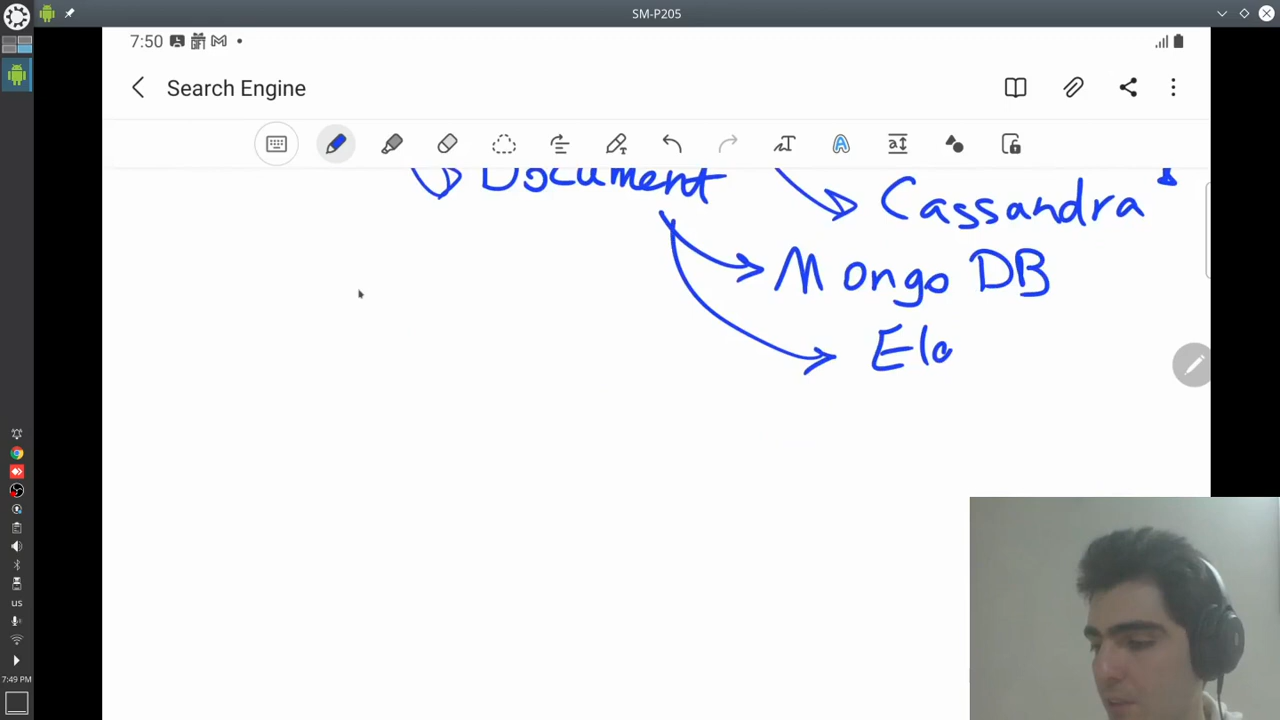 SM-P205
7:50
Search Engine
Document
Cassandra
Mongo DB
Ela
us
7:49 PM